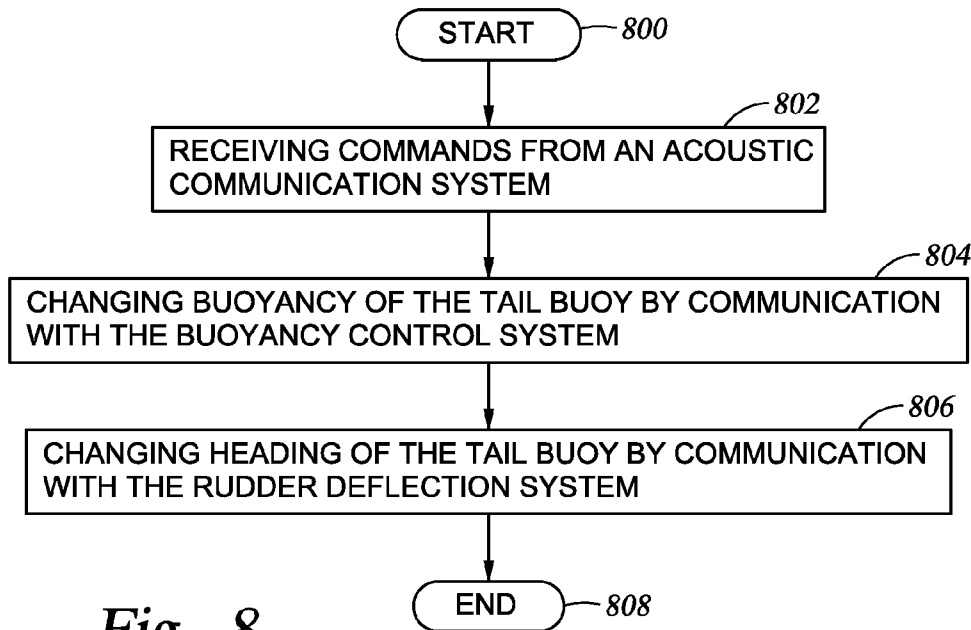 START
800
802
RECEIVING COMMANDS FROM AN ACOUSTIC
COMMUNICATION SYSTEM
804
CHANGING BUOYANCY OF THE TAIL BUOY BY COMMUNICATION
WITH THE BUOYANCY CONTROL SYSTEM
806
CHANGING HEADING OF THE TAIL BUOY BY COMMUNICATION
WITH THE RUDDER DEFLECTION SYSTEM
END
808
Fig. 8